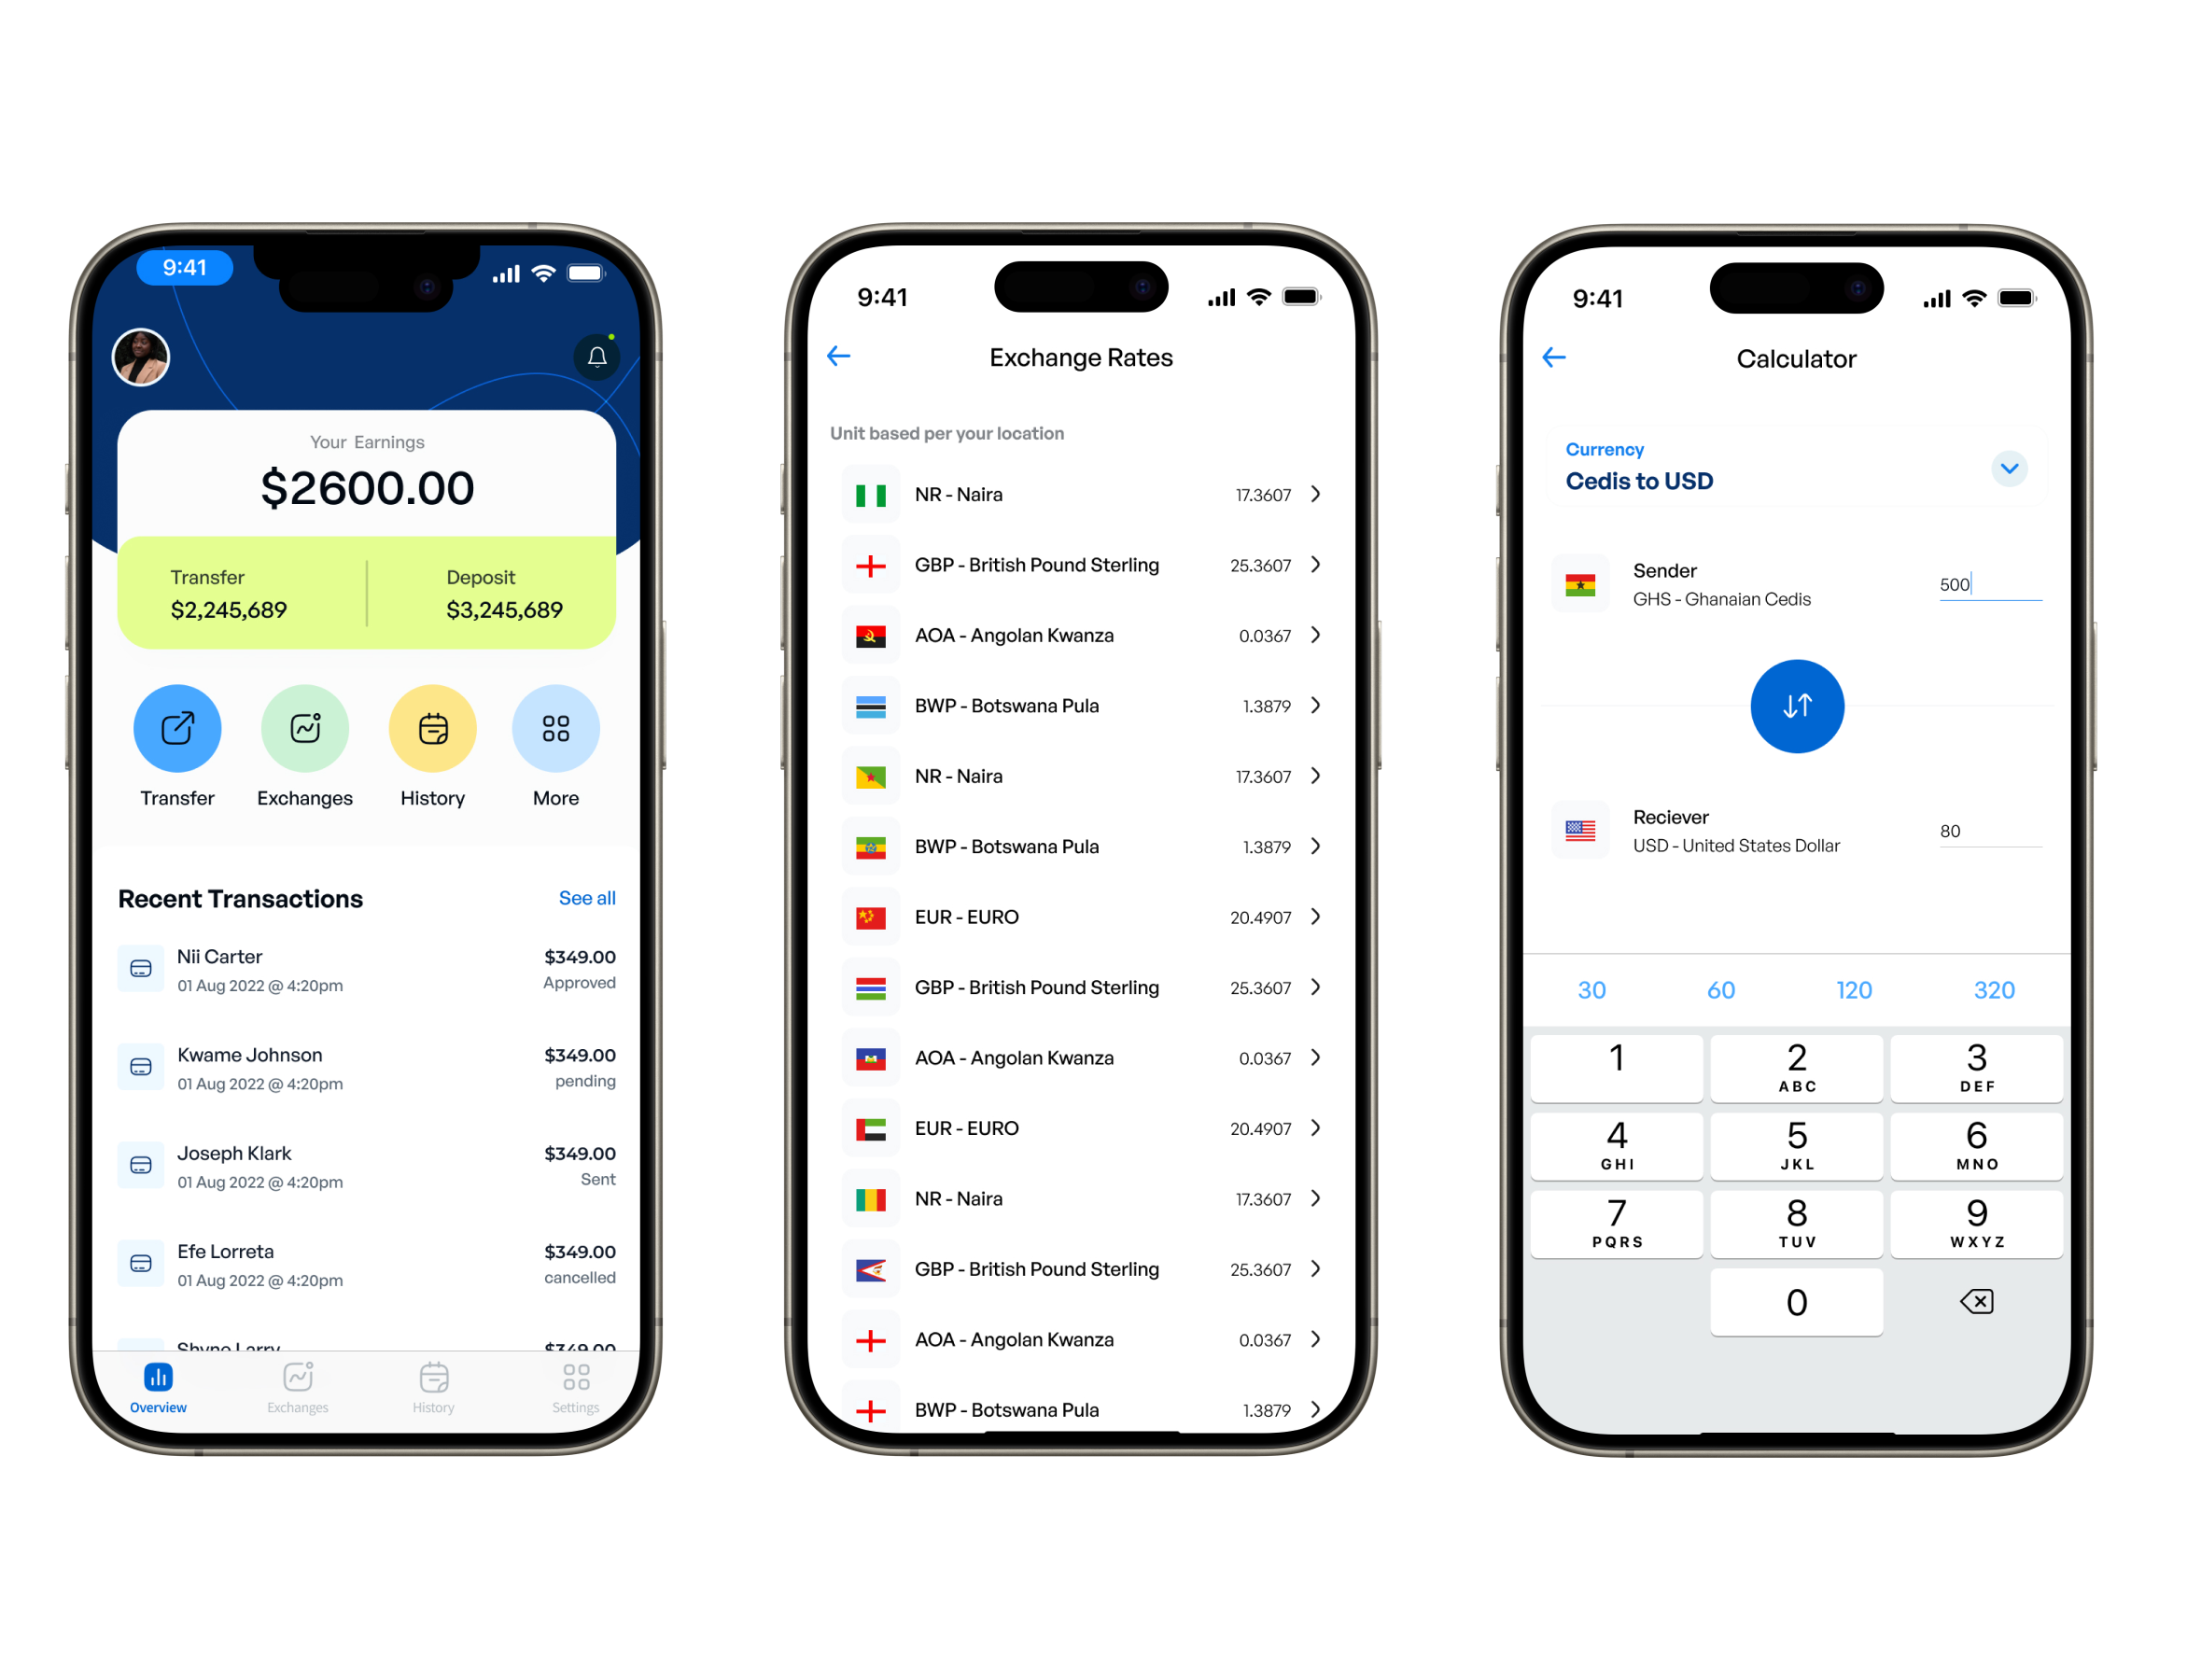 9:41
Your Earnings
$2600.00
Transfer Deposit
$2,245,689 $3,245,689
Transfer Exchanges History More
Recent Transactions See all
Nii Carter $349.00
01 Aug 2022 @ 4:20pm Approved
Kwame Johnson $349.00
01 Aug 2022 @ 4:20pm pending
Joseph Klark $349.00
01 Aug 2022 @ 4:20pm Sent
Efe Lorreta $349.00
01 Aug 2022 @ 4:20pm cancelled
Shyne Larry $349.00
Overview Exchanges History Settings
9:41
Exchange Rates
Unit based per your location
NR - Naira 17.3607
GBP - British Pound Sterling 25.3607
AOA - Angolan Kwanza 0.0367
BWP - Botswana Pula 1.3879
NR - Naira 17.3607
BWP - Botswana Pula 1.3879
EUR - EURO 20.4907
GBP - British Pound Sterling 25.3607
AOA - Angolan Kwanza 0.0367
EUR - EURO 20.4907
NR - Naira 17.3607
GBP - British Pound Sterling 25.3607
AOA - Angolan Kwanza 0.0367
BWP - Botswana Pula 1.3879
9:41
Calculator
Currency
Cedis to USD
Sender
GHS - Ghanaian Cedis 500
Reciever
USD - United States Dollar 80
30 60 120 320
1 2 3
ABC DEF
4 5 6
GHI JKL MNO
7 8 9
PQRS TUV WXYZ
0